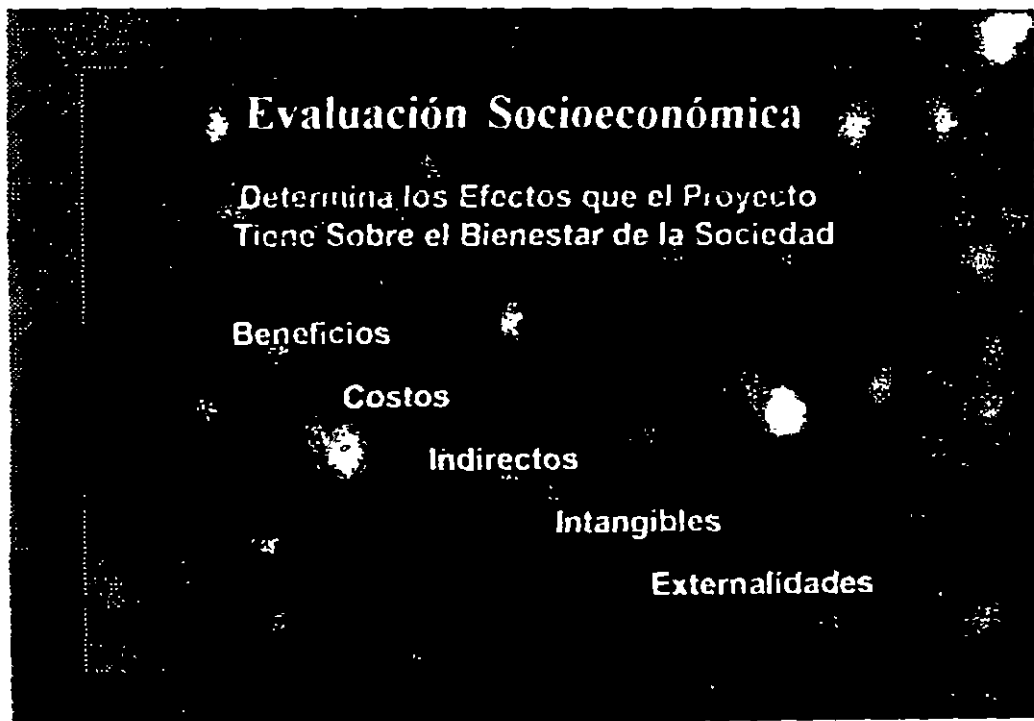 Evaluación Socioeconómica
Determina los Efectos que el Proyecto
Tiene Sobre el Bienestar de la Sociedad
Beneficios
Costos
Indirectos
Intangibles
Externalidades